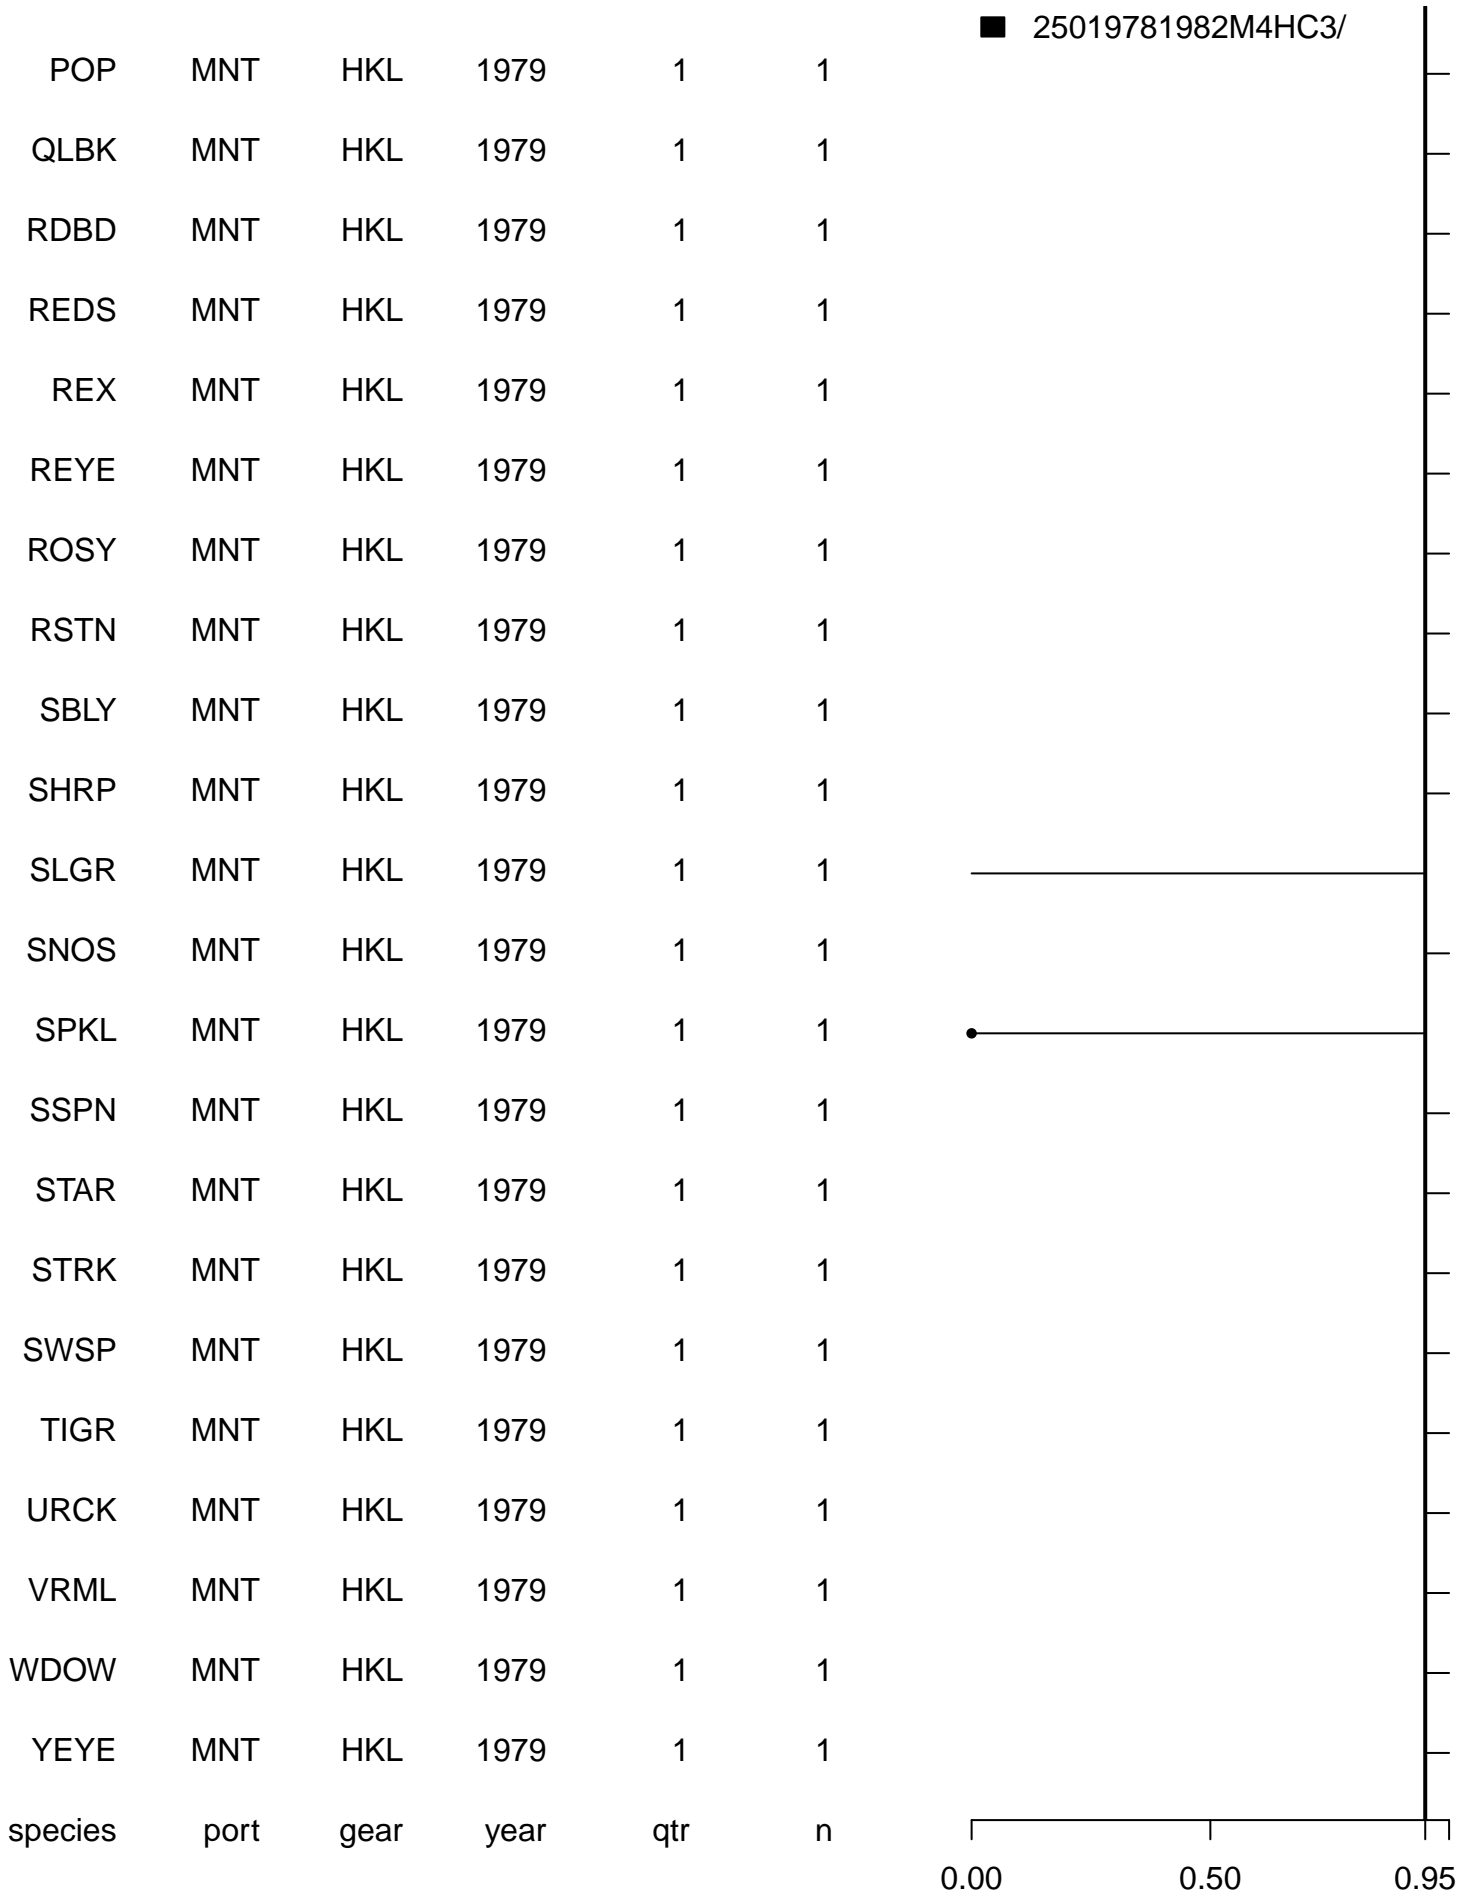 25019781982M4HC3/
POP MNT HKL 1979 1 1
QLBK MNT HKL 1979 1 1
RDBD MNT HKL 1979 1 1
REDS MNT HKL 1979 1 1
REX MNT HKL 1979 1 1
REYE MNT HKL 1979 1 1
ROSY MNT HKL 1979 1 1
RSTN MNT HKL 1979 1 1
SBLY MNT HKL 1979 1 1
SHRP MNT HKL 1979 1 1
SLGR MNT HKL 1979 1 1
SNOS MNT HKL 1979 1 1
SPKL MNT HKL 1979 1 1
SSPN MNT HKL 1979 1 1
STAR MNT HKL 1979 1 1
STRK MNT HKL 1979 1 1
SWSP MNT HKL 1979 1 1
TIGR MNT HKL 1979 1 1
URCK MNT HKL 1979 1 1
VRML MNT HKL 1979 1 1
WDOW MNT HKL 1979 1 1
YEYE MNT HKL 1979 1 1
species port gear year qtr n
0.00 0.50 0.95